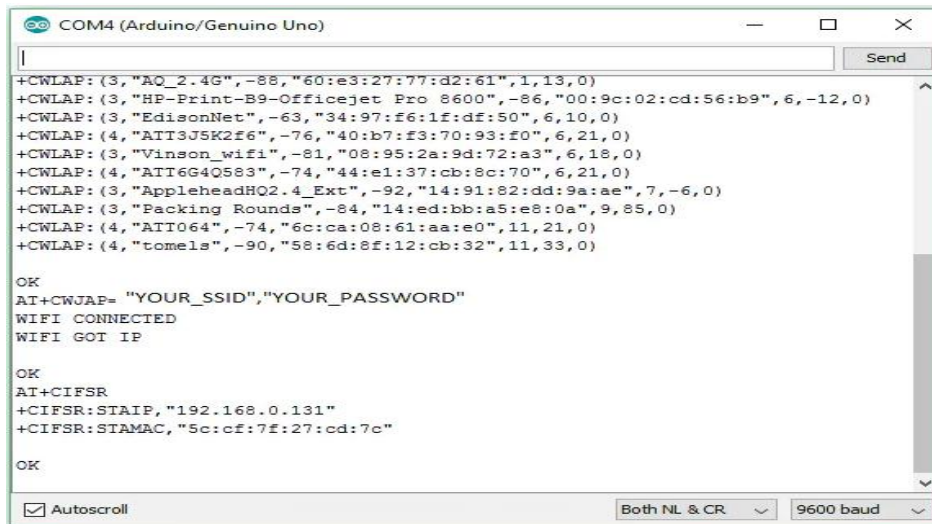 COM4 (Arduino/Genuino Uno)
Send
+CWLAP:(3,"AQ_2.4G",-88,"60:e3:27:77:d2:61",1,13,0)
+CWLAP:(3,"HP-Print-B9-Officejet Pro 8600",-86,"00:9c:02:cd:56:b9",6,-12,0)
+CWLAP:(3,"EdisonNet",-63,"34:97:f6:1f:df:50",6,10,0)
+CWLAP:(4,"ATT3J5K2f6",-76,"40:b7:f3:70:93:f0",6,21,0)
+CWLAP:(3,"Vinson_wifi",-81,"08:95:2a:9d:72:a3",6,18,0)
+CWLAP:(4,"ATT6G4Q583",-74,"44:e1:37:cb:8c:70",6,21,0)
+CWLAP:(3,"AppleheadHQ2.4_Ext",-92,"14:91:82:dd:9a:ae",7,-6,0)
+CWLAP:(3,"Packing Rounds",-84,"14:ed:bb:a5:e8:0a",9,85,0)
+CWLAP:(4,"ATT064",-74,"6c:ca:08:61:aa:e0",11,21,0)
+CWLAP:(4,"tomels",-90,"58:6d:8f:12:cb:32",11,33,0)
OK
AT+CWJAP= "YOUR_SSID","YOUR_PASSWORD"
WIFI CONNECTED
WIFI GOT IP
OK
AT+CIFSR
+CIFSR:STAIP,"192.168.0.131"
+CIFSR:STAMAC,"5c:cf:7f:27:cd:7c"
OK
Autoscroll
Both NL & CR
9600 baud